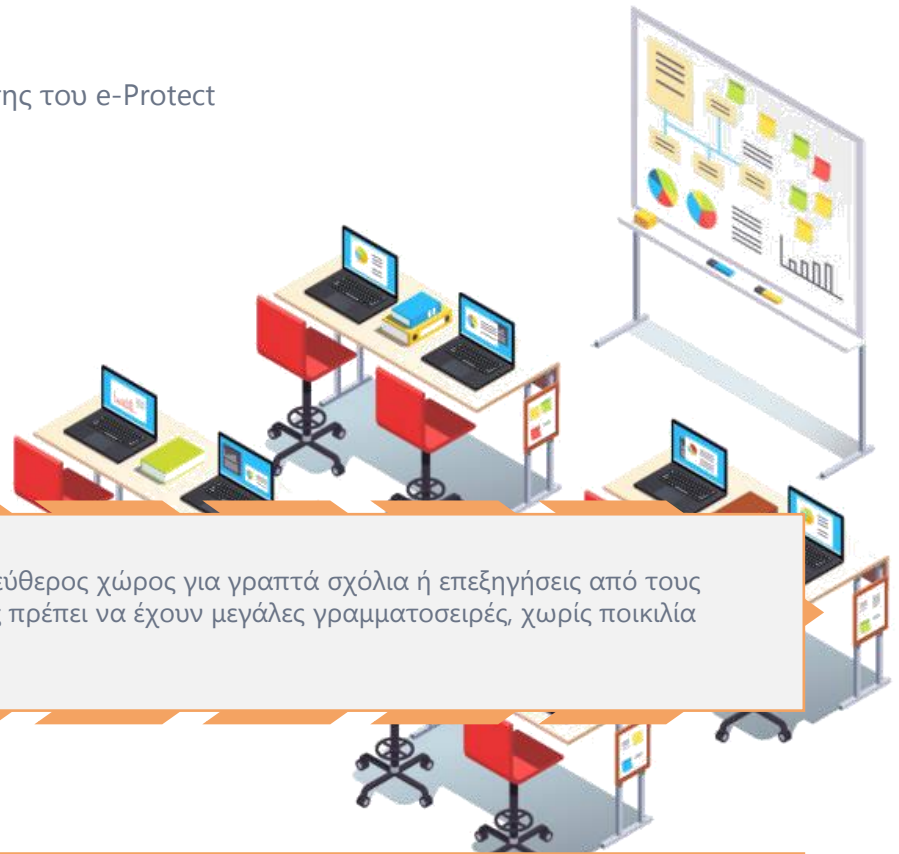 της του e-Protect
εύθερος χώρος για γραπτά σχόλια ή επεξηγήσεις από τους
πρέπει να έχουν μεγάλες γραμματοσειρές, χωρίς ποικιλία